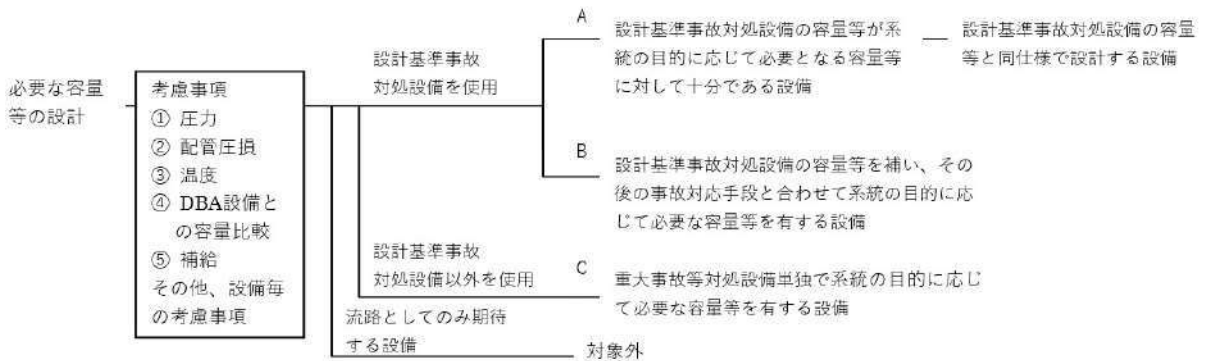 必要な容量
等の設計
考慮事項
① 圧力
② 配管圧損
③ 温度
④ DBA設備と
の容量比較
⑤ 補給
その他、設備毎
の考慮事項
設計基準事故
対処設備を使用
A
設計基準事故対処設備の容量等が系
統の目的に応じて必要となる容量等
に対して十分である設備
設計基準事故対処設備の容量
等と同仕様で設計する設備
B
設計基準事故対処設備の容量等を補い、その
後の事故対応手段と合わせて系統の目的に応
じて必要な容量等を有する設備
設計基準事故
対処設備以外を使用
C
重大事故等対処設備単独で系統の目的に応じ
て必要な容量等を有する設備
流路としてのみ期待
する設備
対象外